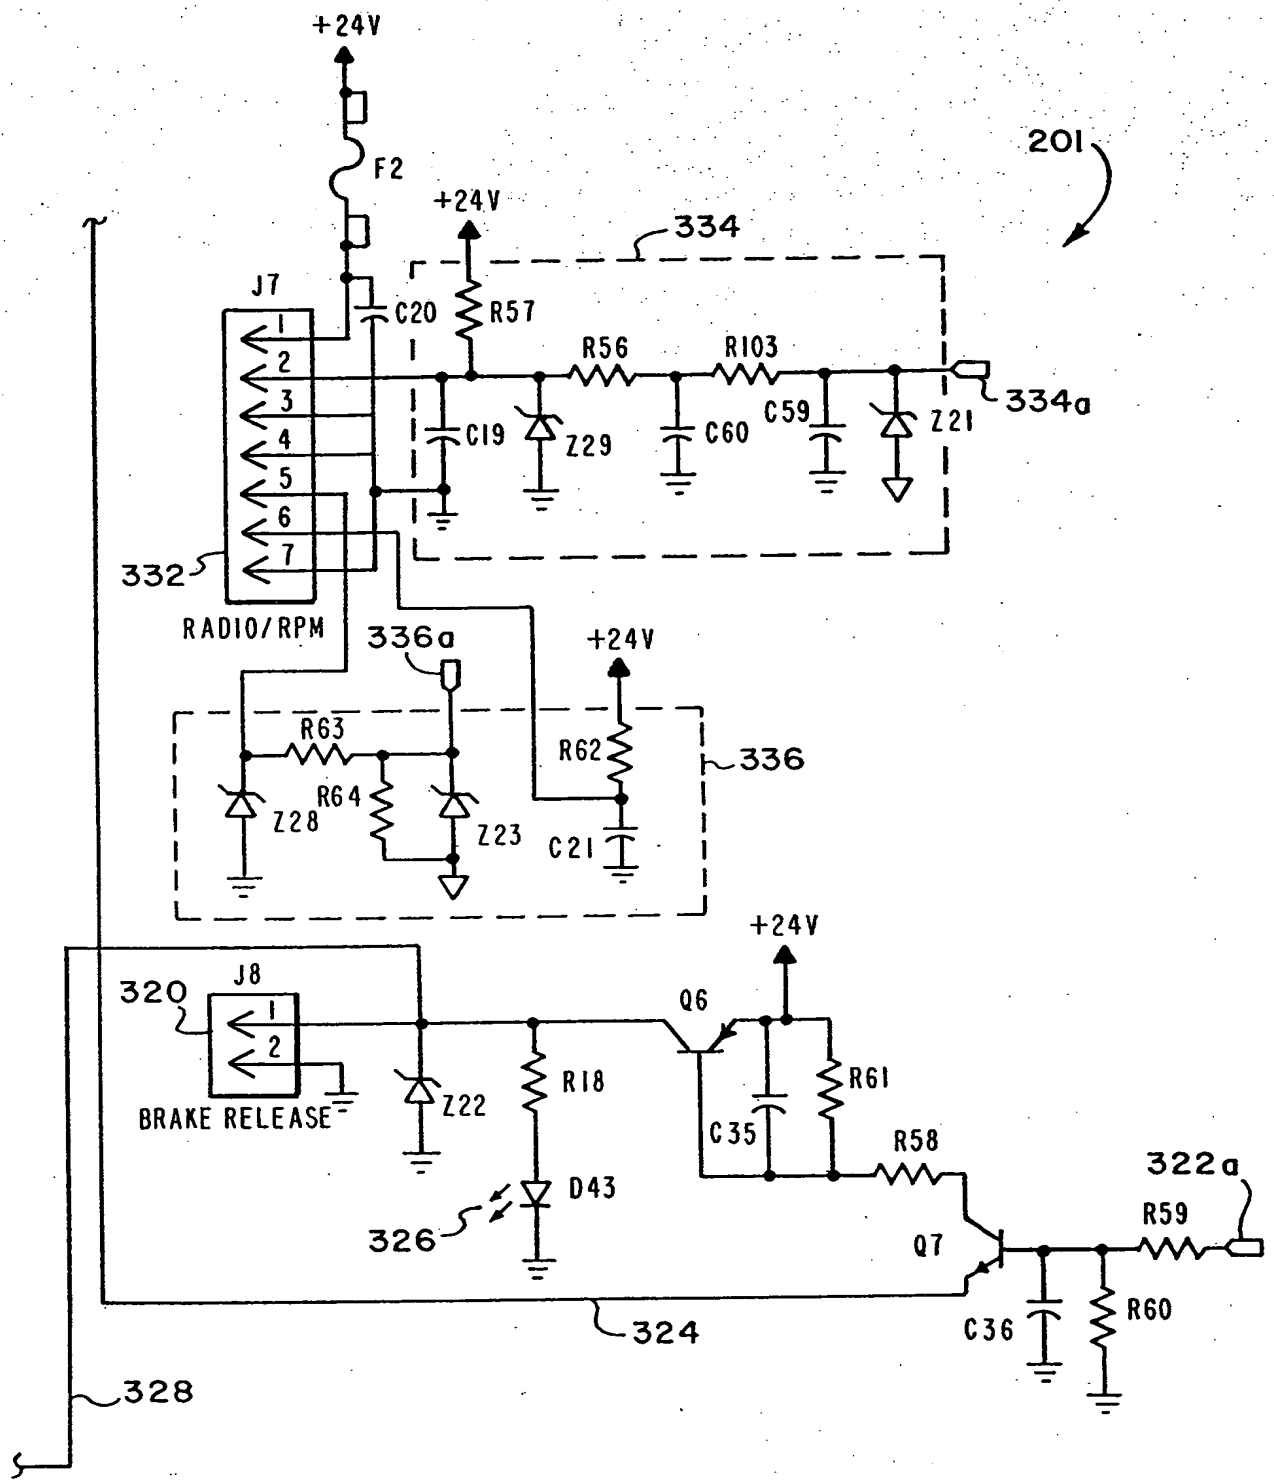 +24V
F2
201
+24V
334
J7
C20
R57
1
R56
R103
2
334a
3
C59
C19
Z29
C60
Z21
4
5
6
7
332
RADIO/RPM
336a
+24V
R63
R62
336
R64
Z28
Z23
C21
+24V
J8
320
Q6
1
2
R18
R61
Z22
BRAKE RELEASE
C35
R58
322a
D43
326
R59
Q7
324
C36
R60
328